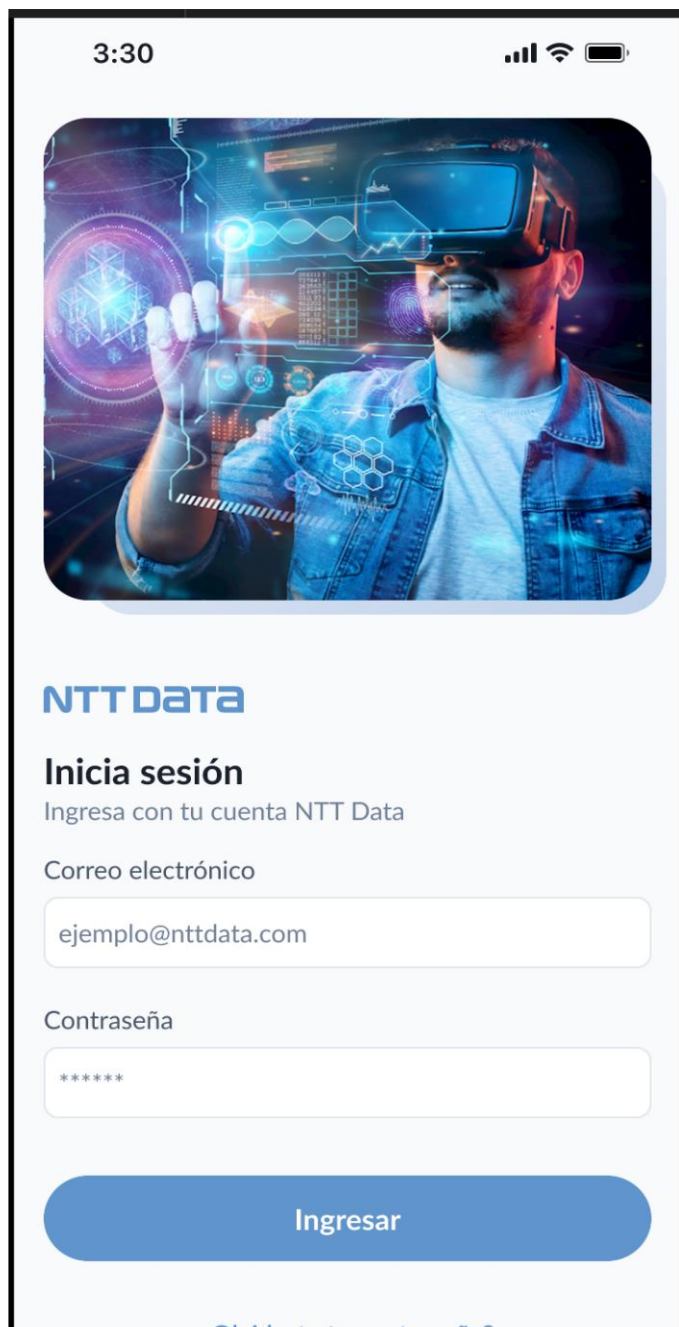 3:30
NTT DATA
Inicia sesión
Ingresa con tu cuenta NTT Data
Correo electrónico
ejemplo@nttdata.com
Contraseña
******
Ingresar